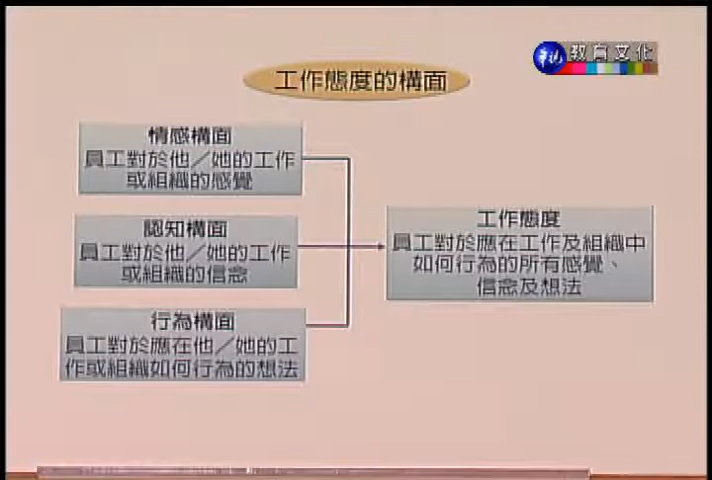 華視
教育文化
工作態度的構面
情感構面
員工對於他／她的工作
或組織的感覺
認知構面
員工對於他／她的工作
或組織的信念
行為構面
員工對於應在他／她的工
作或組織如何行為的想法
工作態度
員工對於應在工作及組織中
如何行為的所有感覺、
信念及想法